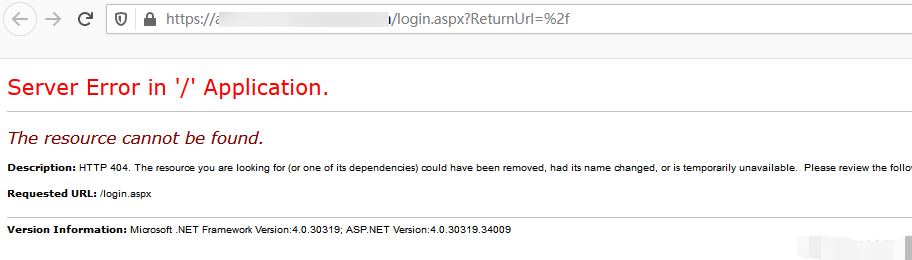 https:// /login.aspx?ReturnUrl=%2f
Server Error in '/' Application.
The resource cannot be found.
Description: HTTP 404. The resource you are looking for (or one of its dependencies) could have been removed, had its name changed, or is temporarily unavailable. Please review the
Requested URL: /login.aspx
Version Information: Microsoft .NET Framework Version:4.0.30319; ASP.NET Version:4.0.30319.34009